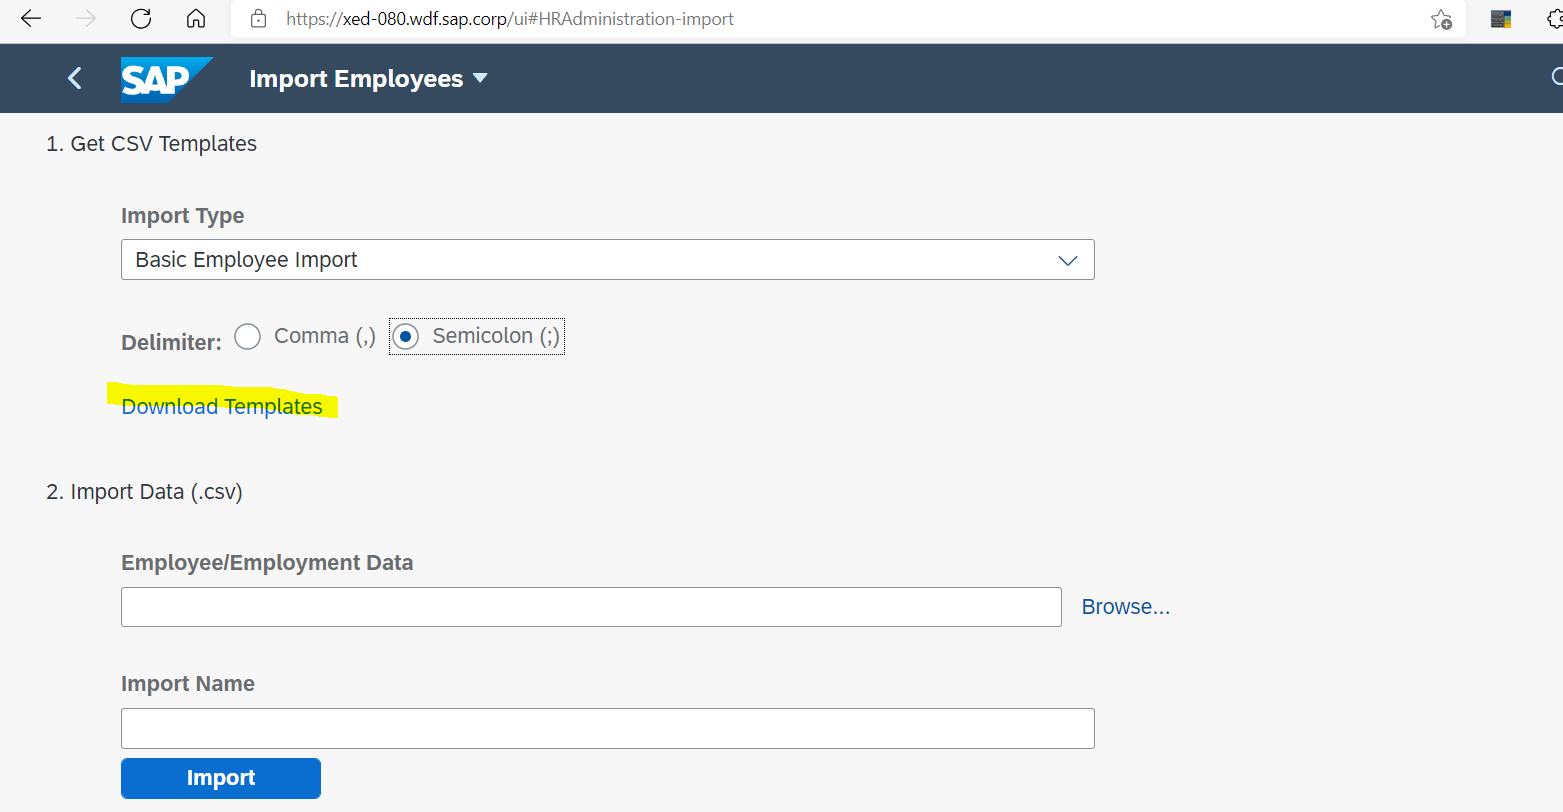 https://xed-080.wdf.sap.corp/ui#HRAdministration-import
SAP Import Employees
1. Get CSV Templates
Import Type
Basic Employee Import
Delimiter: Comma (,) Semicolon (;)
Download Templates
2. Import Data (.csv)
Employee/Employment Data
Browse...
Import Name
Import